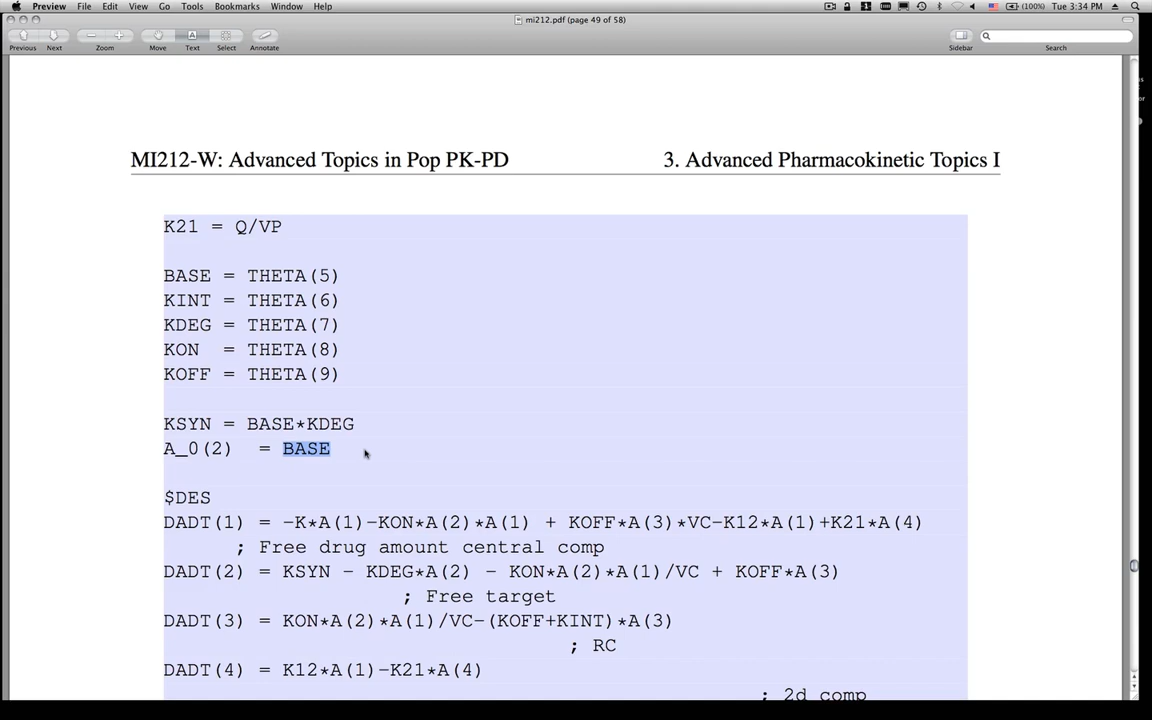 Preview File Edit View Go Tools Bookmarks Window Help (100%) Tue 3:34 PM
mi212.pdf (page 49 of 58)
Previous Next Zoom Move Text Select Annotate Sidebar Search
MI212-W: Advanced Topics in Pop PK-PD 3. Advanced Pharmacokinetic Topics I
K21 = Q/VP
BASE = THETA(5)
KINT = THETA(6)
KDEG = THETA(7)
KON = THETA(8)
KOFF = THETA(9)
KSYN = BASE*KDEG
A_0(2) = BASE
$DES
DADT(1) = -K*A(1)-KON*A(2)*A(1) + KOFF*A(3)*VC-K12*A(1)+K21*A(4)
; Free drug amount central comp
DADT(2) = KSYN - KDEG*A(2) - KON*A(2)*A(1)/VC + KOFF*A(3)
; Free target
DADT(3) = KON*A(2)*A(1)/VC-(KOFF+KINT)*A(3)
; RC
DADT(4) = K12*A(1)-K21*A(4)
; 2d comp